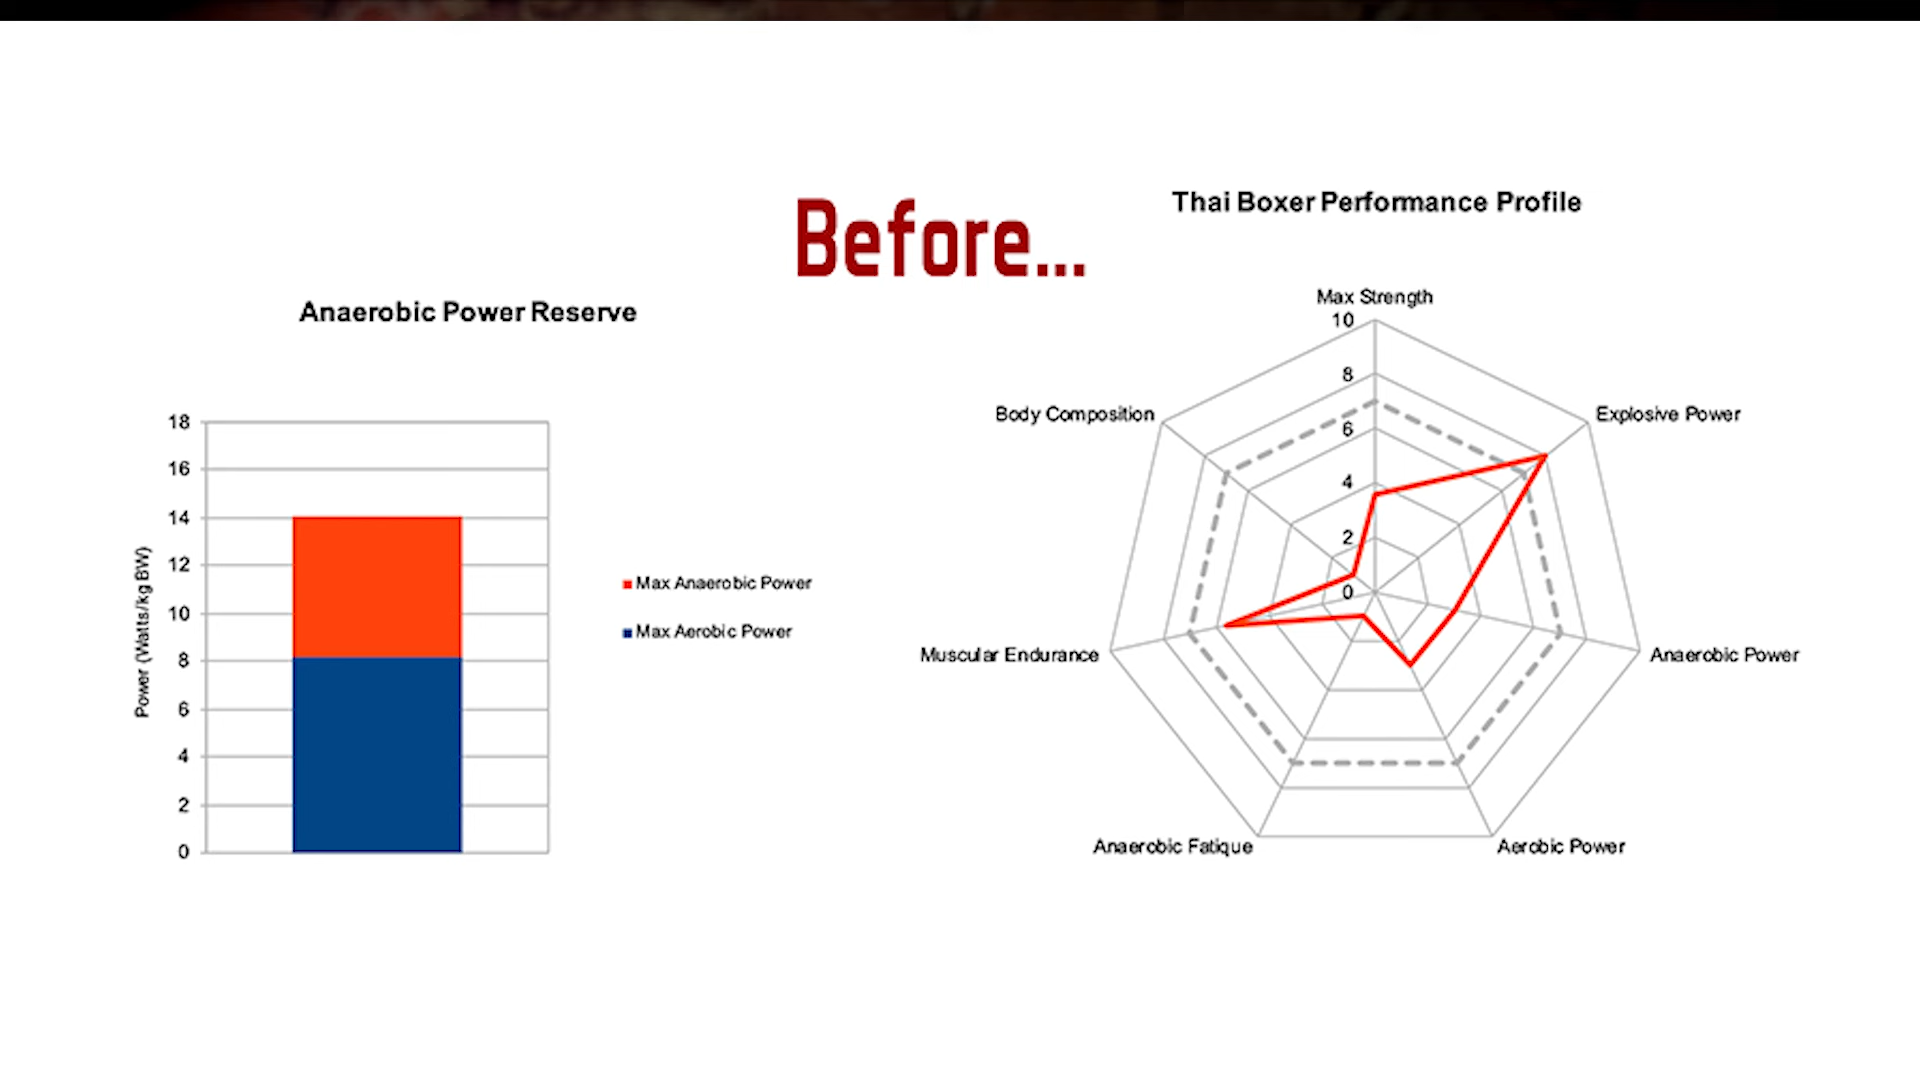 Before...
Anaerobic Power Reserve
18
16
14
12
10
8
6
4
2
0
Power (Watts/kg BW)
Max Anaerobic Power
Max Aerobic Power
Thai Boxer Performance Profile
Max Strength
10
8
6
4
2
0
Body Composition
Explosive Power
Muscular Endurance
Anaerobic Power
Anaerobic Fatique
Aerobic Power